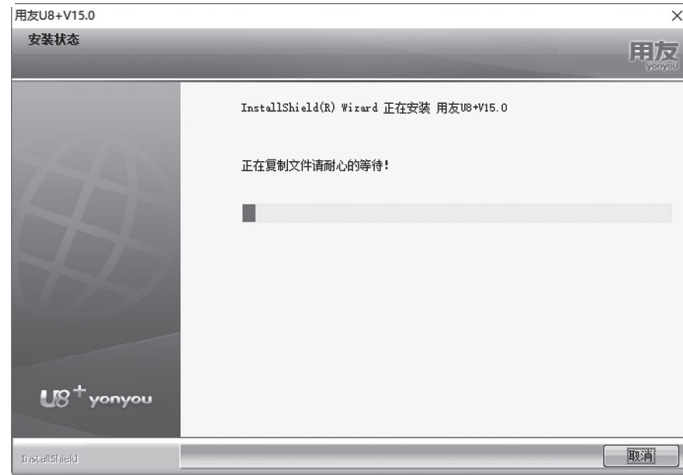 用友U8+V15.0
安装状态
用友
yonyou
InstallShield(R) Wizard 正在安装 用友U8+V15.0
正在复制文件请耐心的等待!
U8+ yonyou
InstallShield
取消